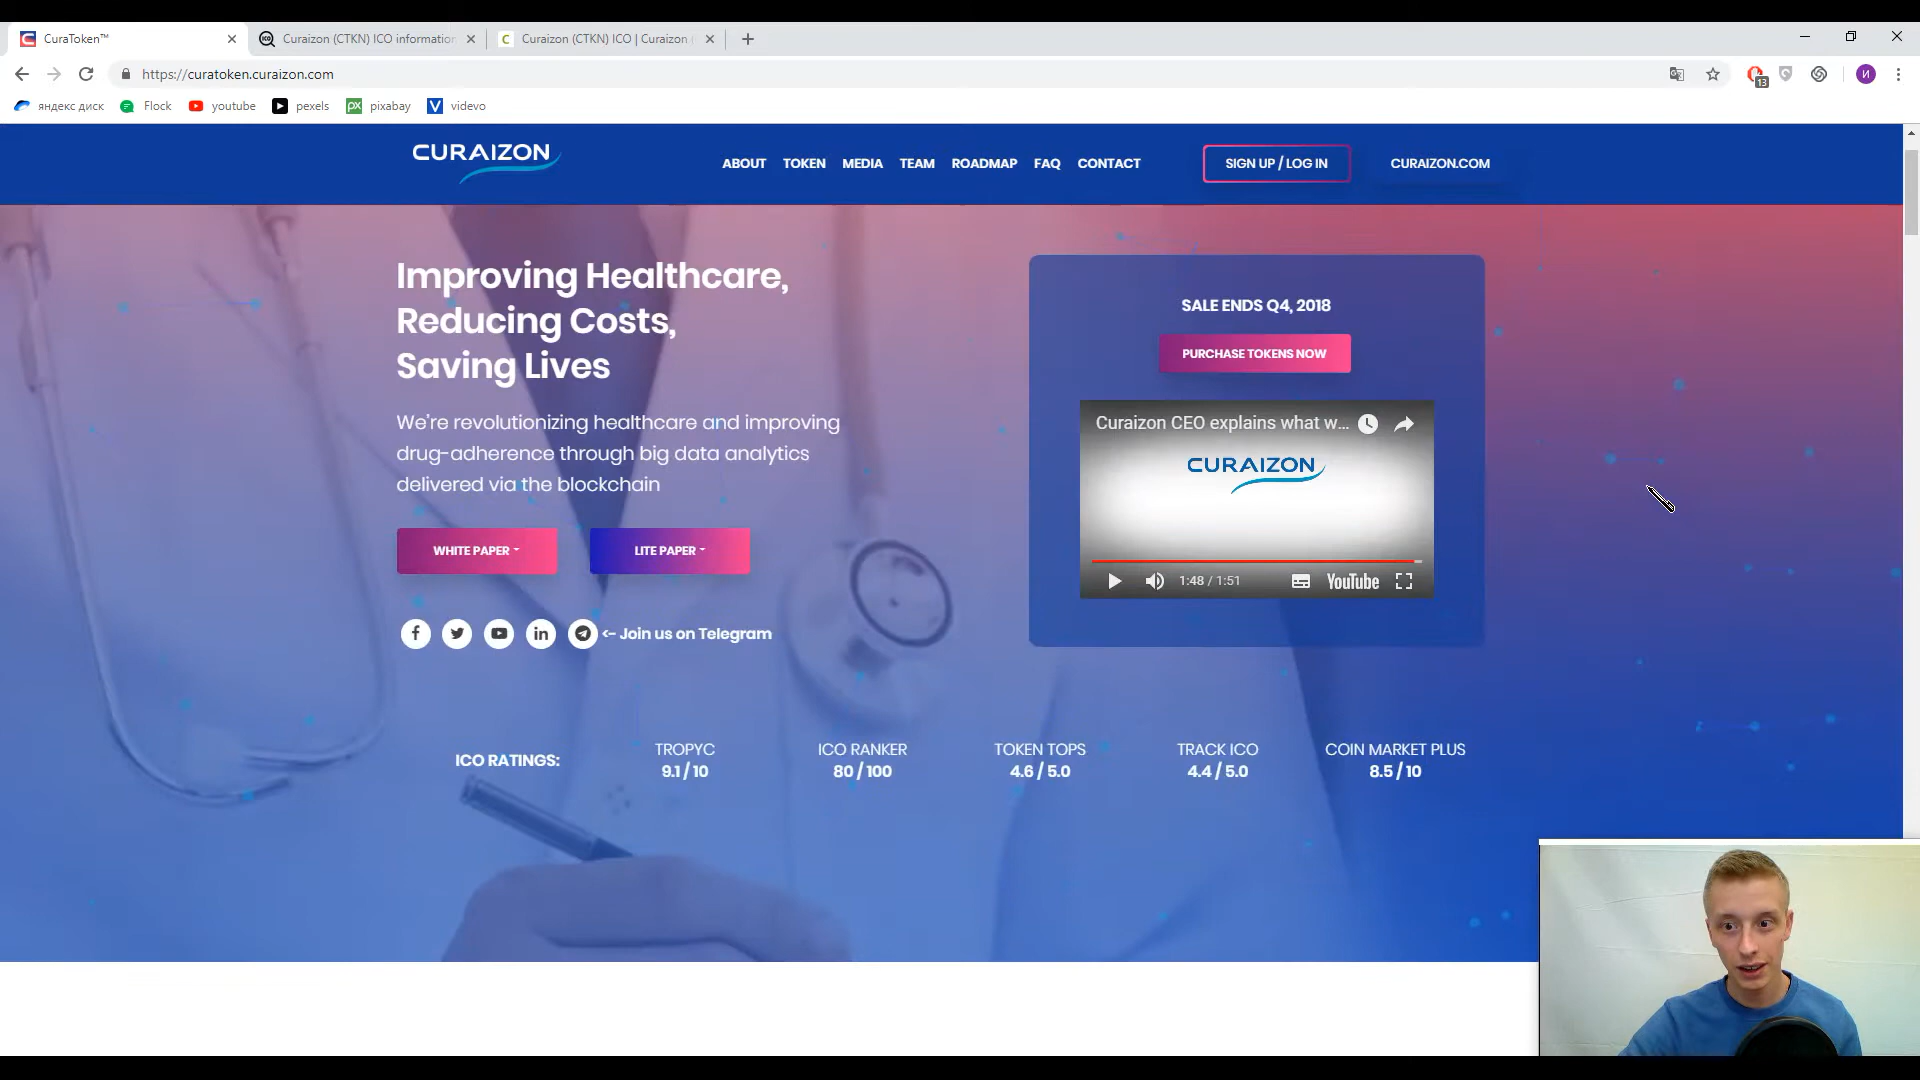 CuraToken™
Curaizon (CTKN) ICO information
Curaizon (CTKN) ICO | Curaizon
https://curatoken.curaizon.com
13
И
яндекс диск
Flock
youtube
px
pexels
pixabay
videvo
CURAIZON
ABOUT TOKEN MEDIA TEAM ROADMAP FAQ CONTACT
SIGN UP / LOG IN
CURAIZON.COM
Improving Healthcare,
Reducing Costs,
Saving Lives
We're revolutionizing healthcare and improving
drug-adherence through big data analytics
delivered via the blockchain
WHITE PAPER
LITE PAPER
<- Join us on Telegram
SALE ENDS Q4, 2018
PURCHASE TOKENS NOW
Curaizon CEO explains what w...
CURAIZON
1:48 / 1:51
YouTube
ICO RATINGS:
TROPYC
9.1 / 10
ICO RANKER
80 / 100
TOKEN TOPS
4.6 / 5.0
TRACK ICO
4.4 / 5.0
COIN MARKET PLUS
8.5 / 10